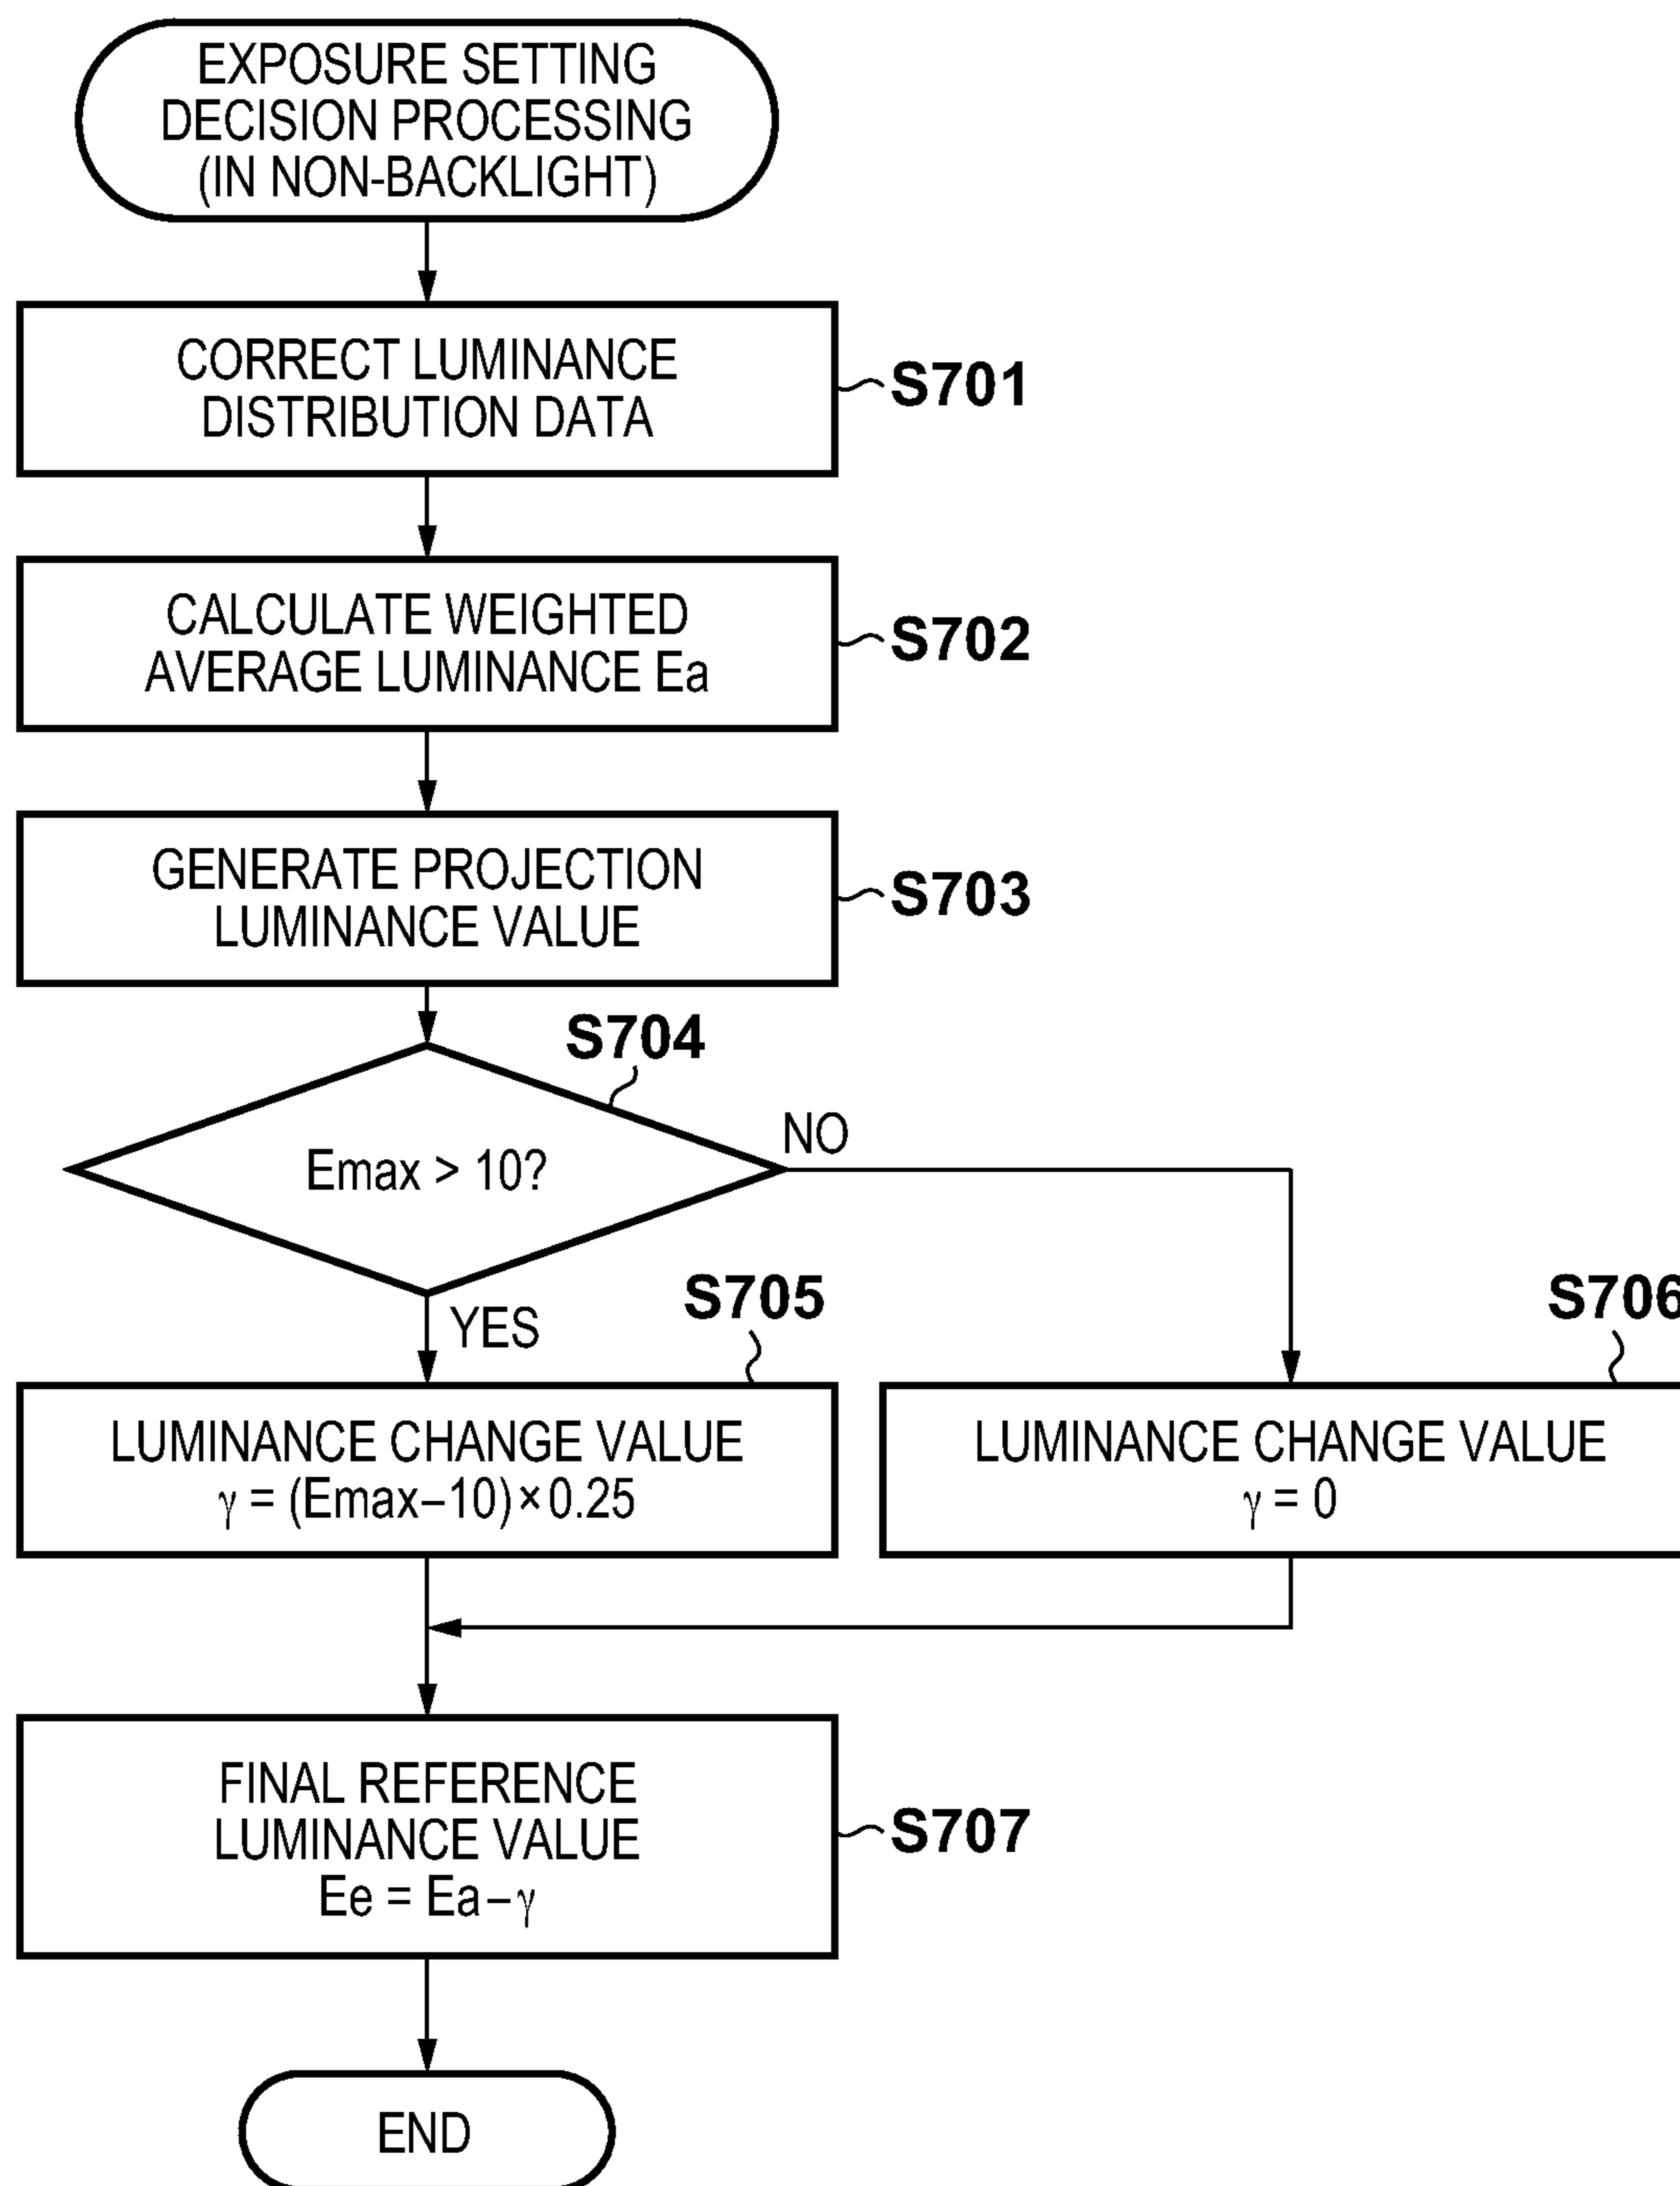 EXPOSURE SETTING
DECISION PROCESSING
(IN NON-BACKLIGHT)
CORRECT LUMINANCE
DISTRIBUTION DATA
S701
CALCULATE WEIGHTED
AVERAGE LUMINANCE Ea
S702
GENERATE PROJECTION
LUMINANCE VALUE
S703
S704
Emax > 10?
NO
YES
S705
LUMINANCE CHANGE VALUE
γ = (Emax–10)×0.25
S706
LUMINANCE CHANGE VALUE
γ = 0
FINAL REFERENCE
LUMINANCE VALUE
Ee = Ea–γ
S707
END